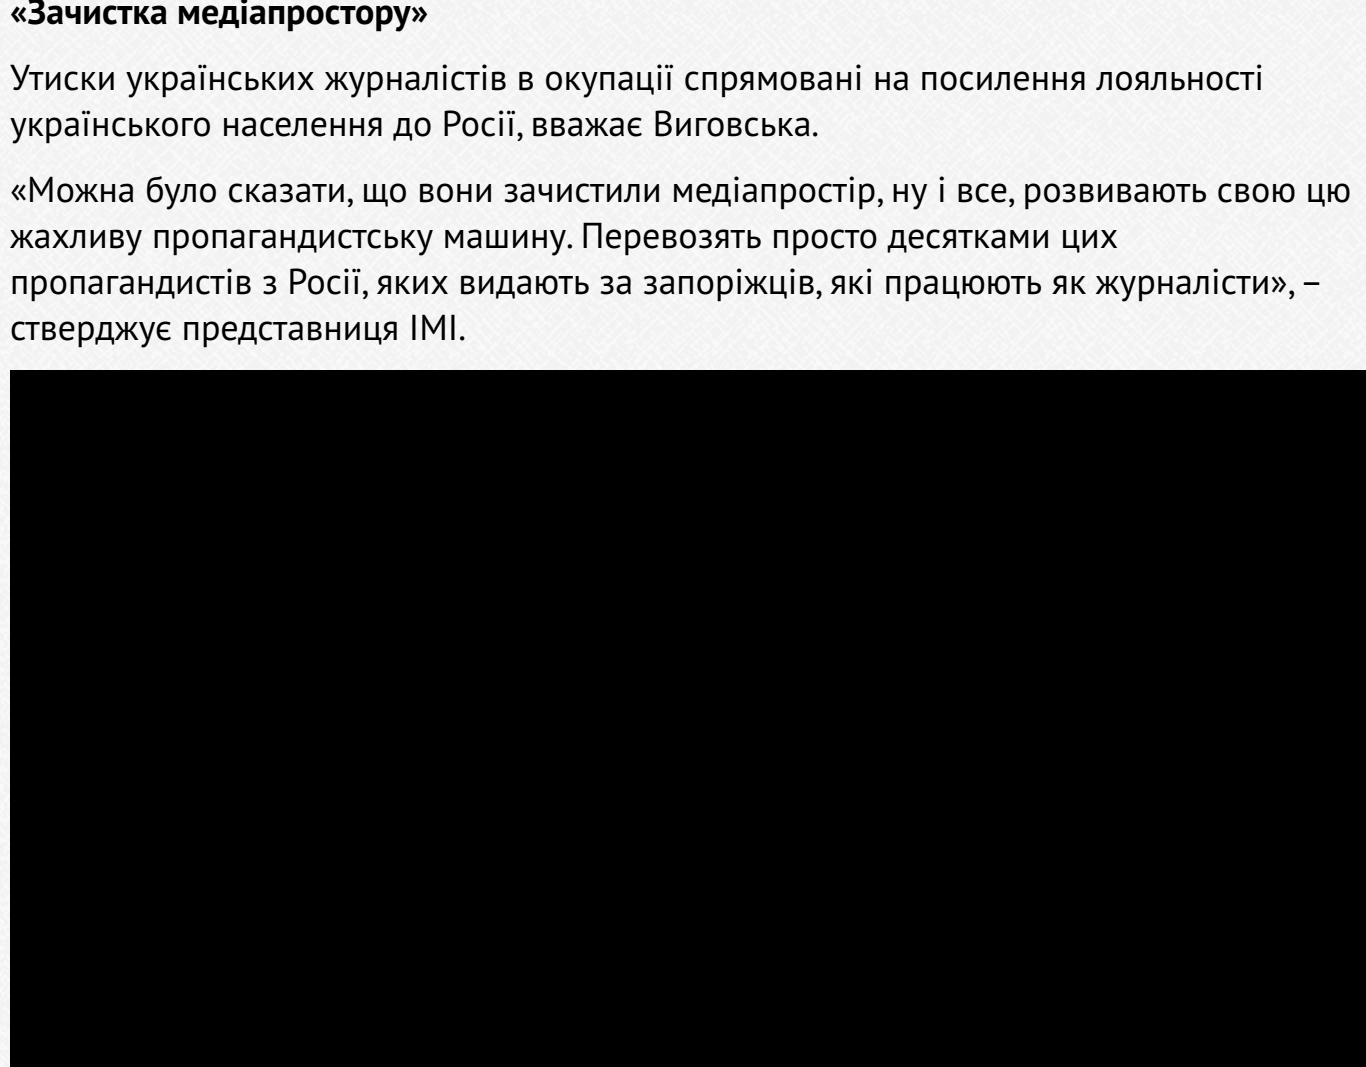 «Зачистка медіапростору»
Утиски українських журналістів в окупації спрямовані на посилення лояльності
українського населення до Росії, вважає Виговська.
«Можна було сказати, що вони зачистили медіапростір, ну і все, розвивають свою цю
жахливу пропагандистську машину. Перевозять просто десятками цих
пропагандистів з Росії, яких видають за запоріжців, які працюють як журналісти», –
стверджує представниця ІМІ.